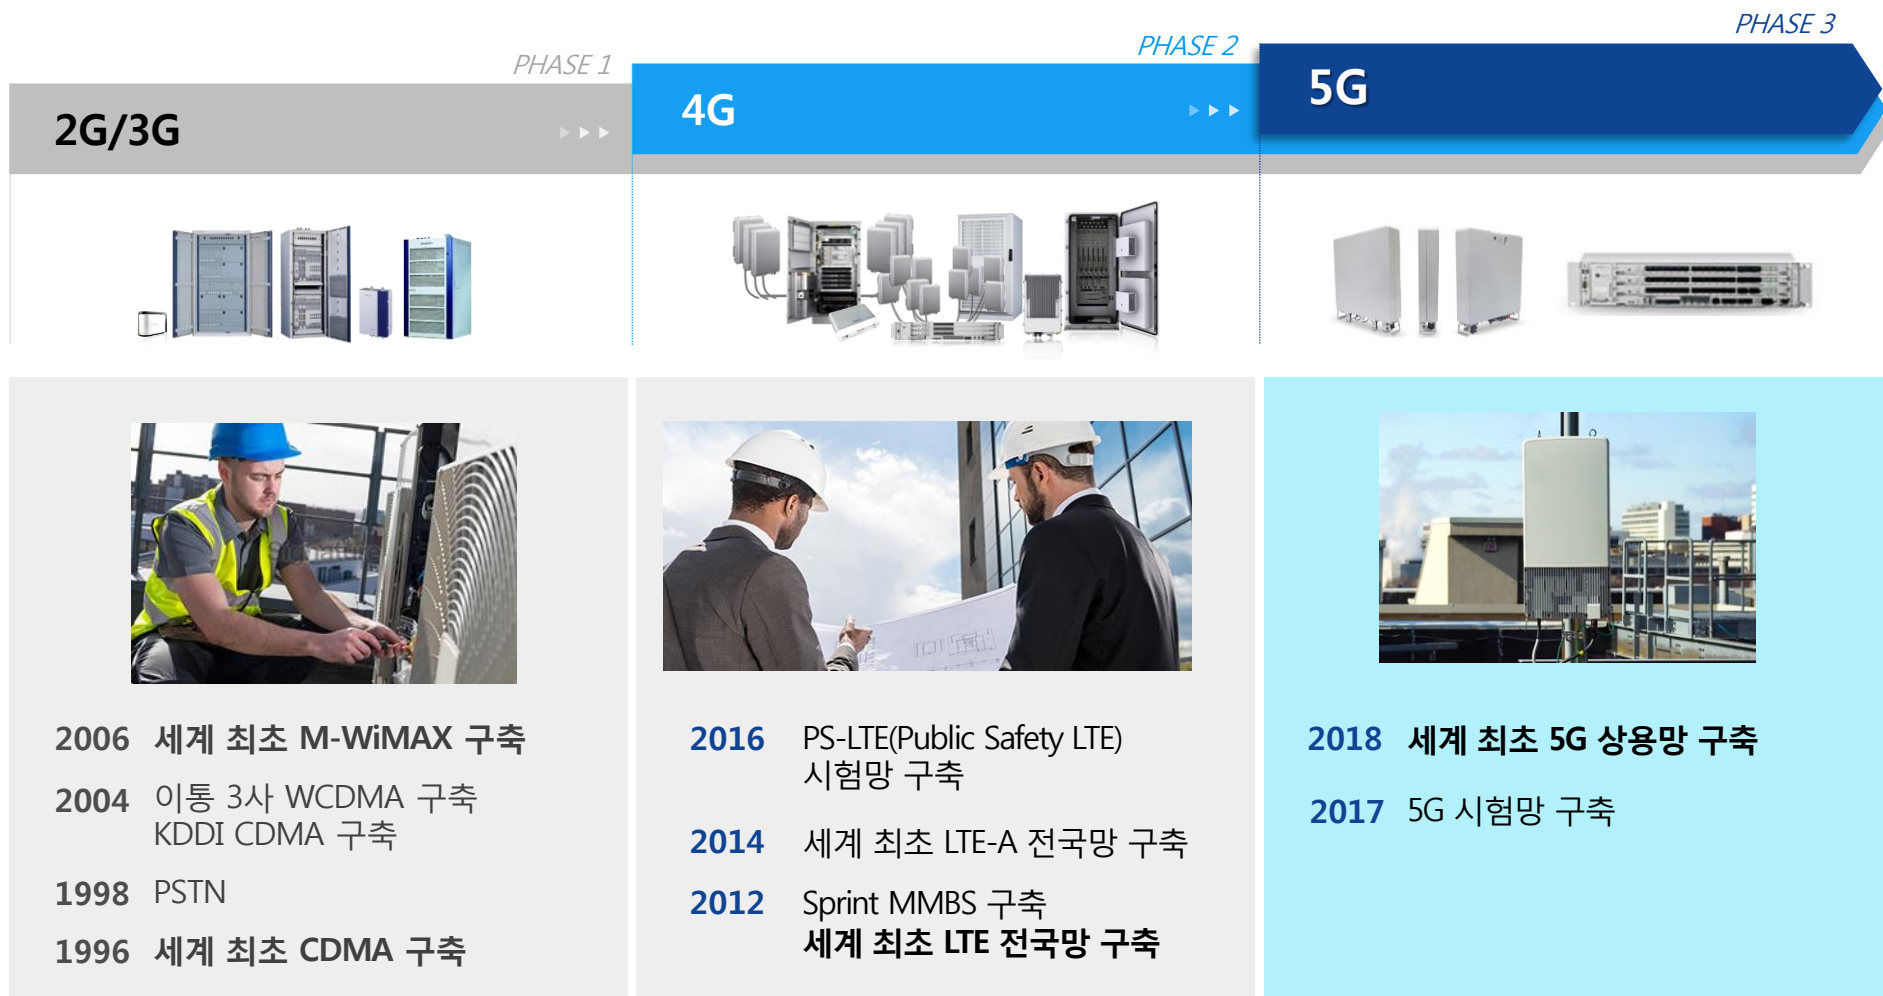 PHASE 1
2G/3G
PHASE 2
4G
PHASE 3
5G
2006 세계 최초 M-WiMAX 구축
2004 이통 3사 WCDMA 구축
KDDI CDMA 구축
1998 PSTN
1996 세계 최초 CDMA 구축
2016 PS-LTE(Public Safety LTE)
시험망 구축
2014 세계 최초 LTE-A 전국망 구축
2012 Sprint MMBS 구축
세계 최초 LTE 전국망 구축
2018 세계 최초 5G 상용망 구축
2017 5G 시험망 구축